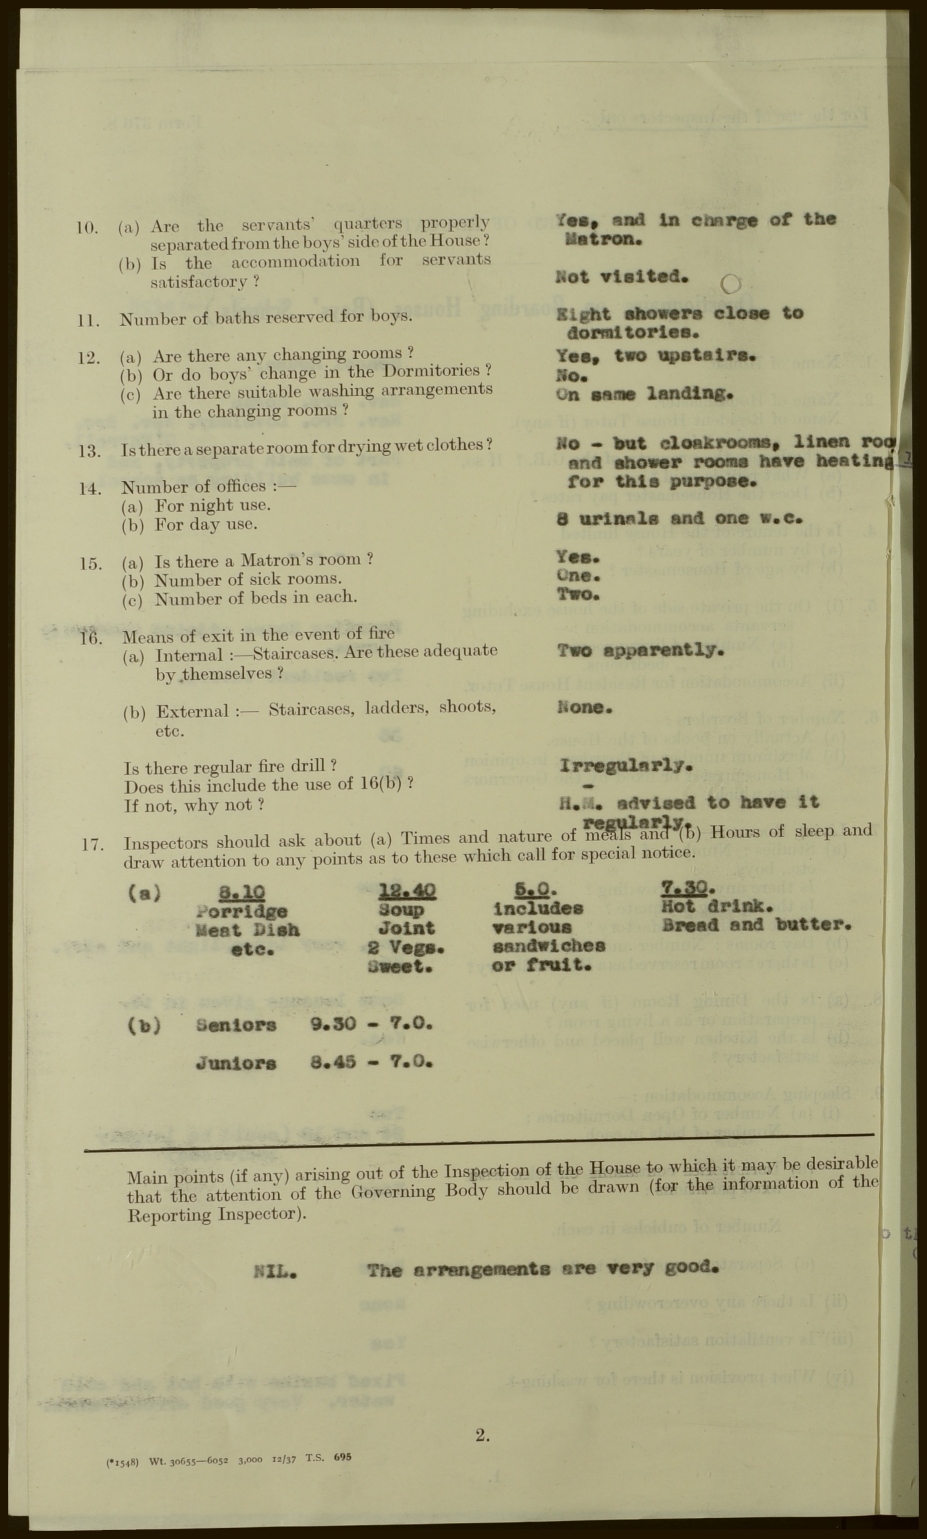 10. (a) Are the servants' quarters properly Yes, and in charge of the
separated from the boys' side of the House ? Matron.
(b) Is the accommodation for servants
satisfactory ? Not visited.
11. Number of baths reserved for boys. Eight showers close to
dormitories.
12. (a) Are there any changing rooms ? Yes, two upstairs.
(b) Or do boys' change in the Dormitories ? No.
(c) Are there suitable washing arrangements On same landing.
in the changing rooms ?
13. Is there a separate room for drying wet clothes ? No - but cloakrooms, linen roo
and shower rooms have heating
14. Number of offices :— for this purpose.
(a) For night use.
(b) For day use. 8 urinals and one w.c.
15. (a) Is there a Matron's room ? Yes.
(b) Number of sick rooms. One.
(c) Number of beds in each. Two.
16. Means of exit in the event of fire
(a) Internal :—Staircases. Are these adequate Two apparently.
by themselves ?
(b) External :— Staircases, ladders, shoots, None.
etc.
Is there regular fire drill ? Irregularly.
Does this include the use of 16(b) ? -
If not, why not ? H.M. advised to have it
regularly.
17. Inspectors should ask about (a) Times and nature of meals and (b) Hours of sleep and
draw attention to any points as to these which call for special notice.
(a) 8.10 12.40 5.0. 7.30.
Porridge Soup includes Hot drink.
Meat Dish Joint various Bread and butter.
etc. 2 Vegs. sandwiches
Sweet. or fruit.
(b) Seniors 9.30 - 7.0.
Juniors 8.45 - 7.0.
Main points (if any) arising out of the Inspection of the House to which it may be desirable
that the attention of the Governing Body should be drawn (for the information of the
Reporting Inspector).
NIL. The arrangements are very good.
2.
(*1548) Wt. 30655—6052 3,000 12/37 T.S. 695